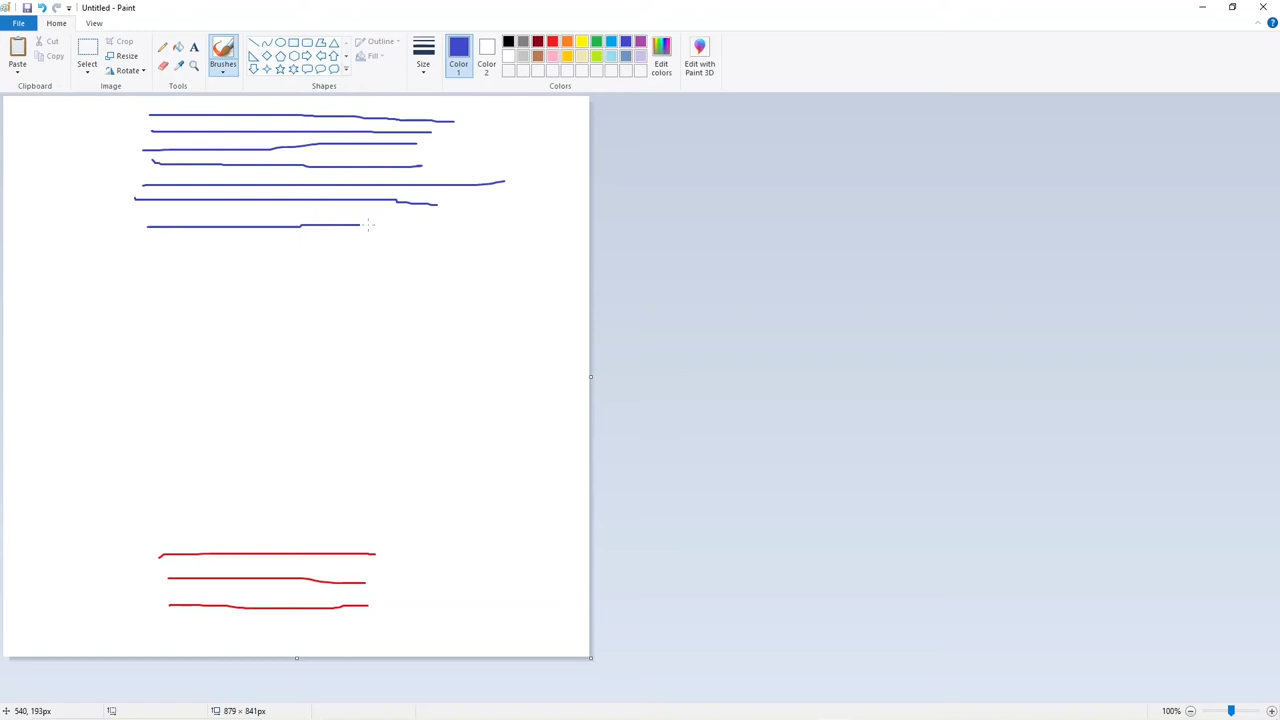 Untitled - Paint
File Home View
Paste Cut Copy Clipboard
Select Crop Resize Rotate Image
Tools
Brushes
Shapes Outline Fill
Size
Color 1 Color 2
Edit colors
Edit with Paint 3D
Colors
540, 193px 879 × 841px 100%